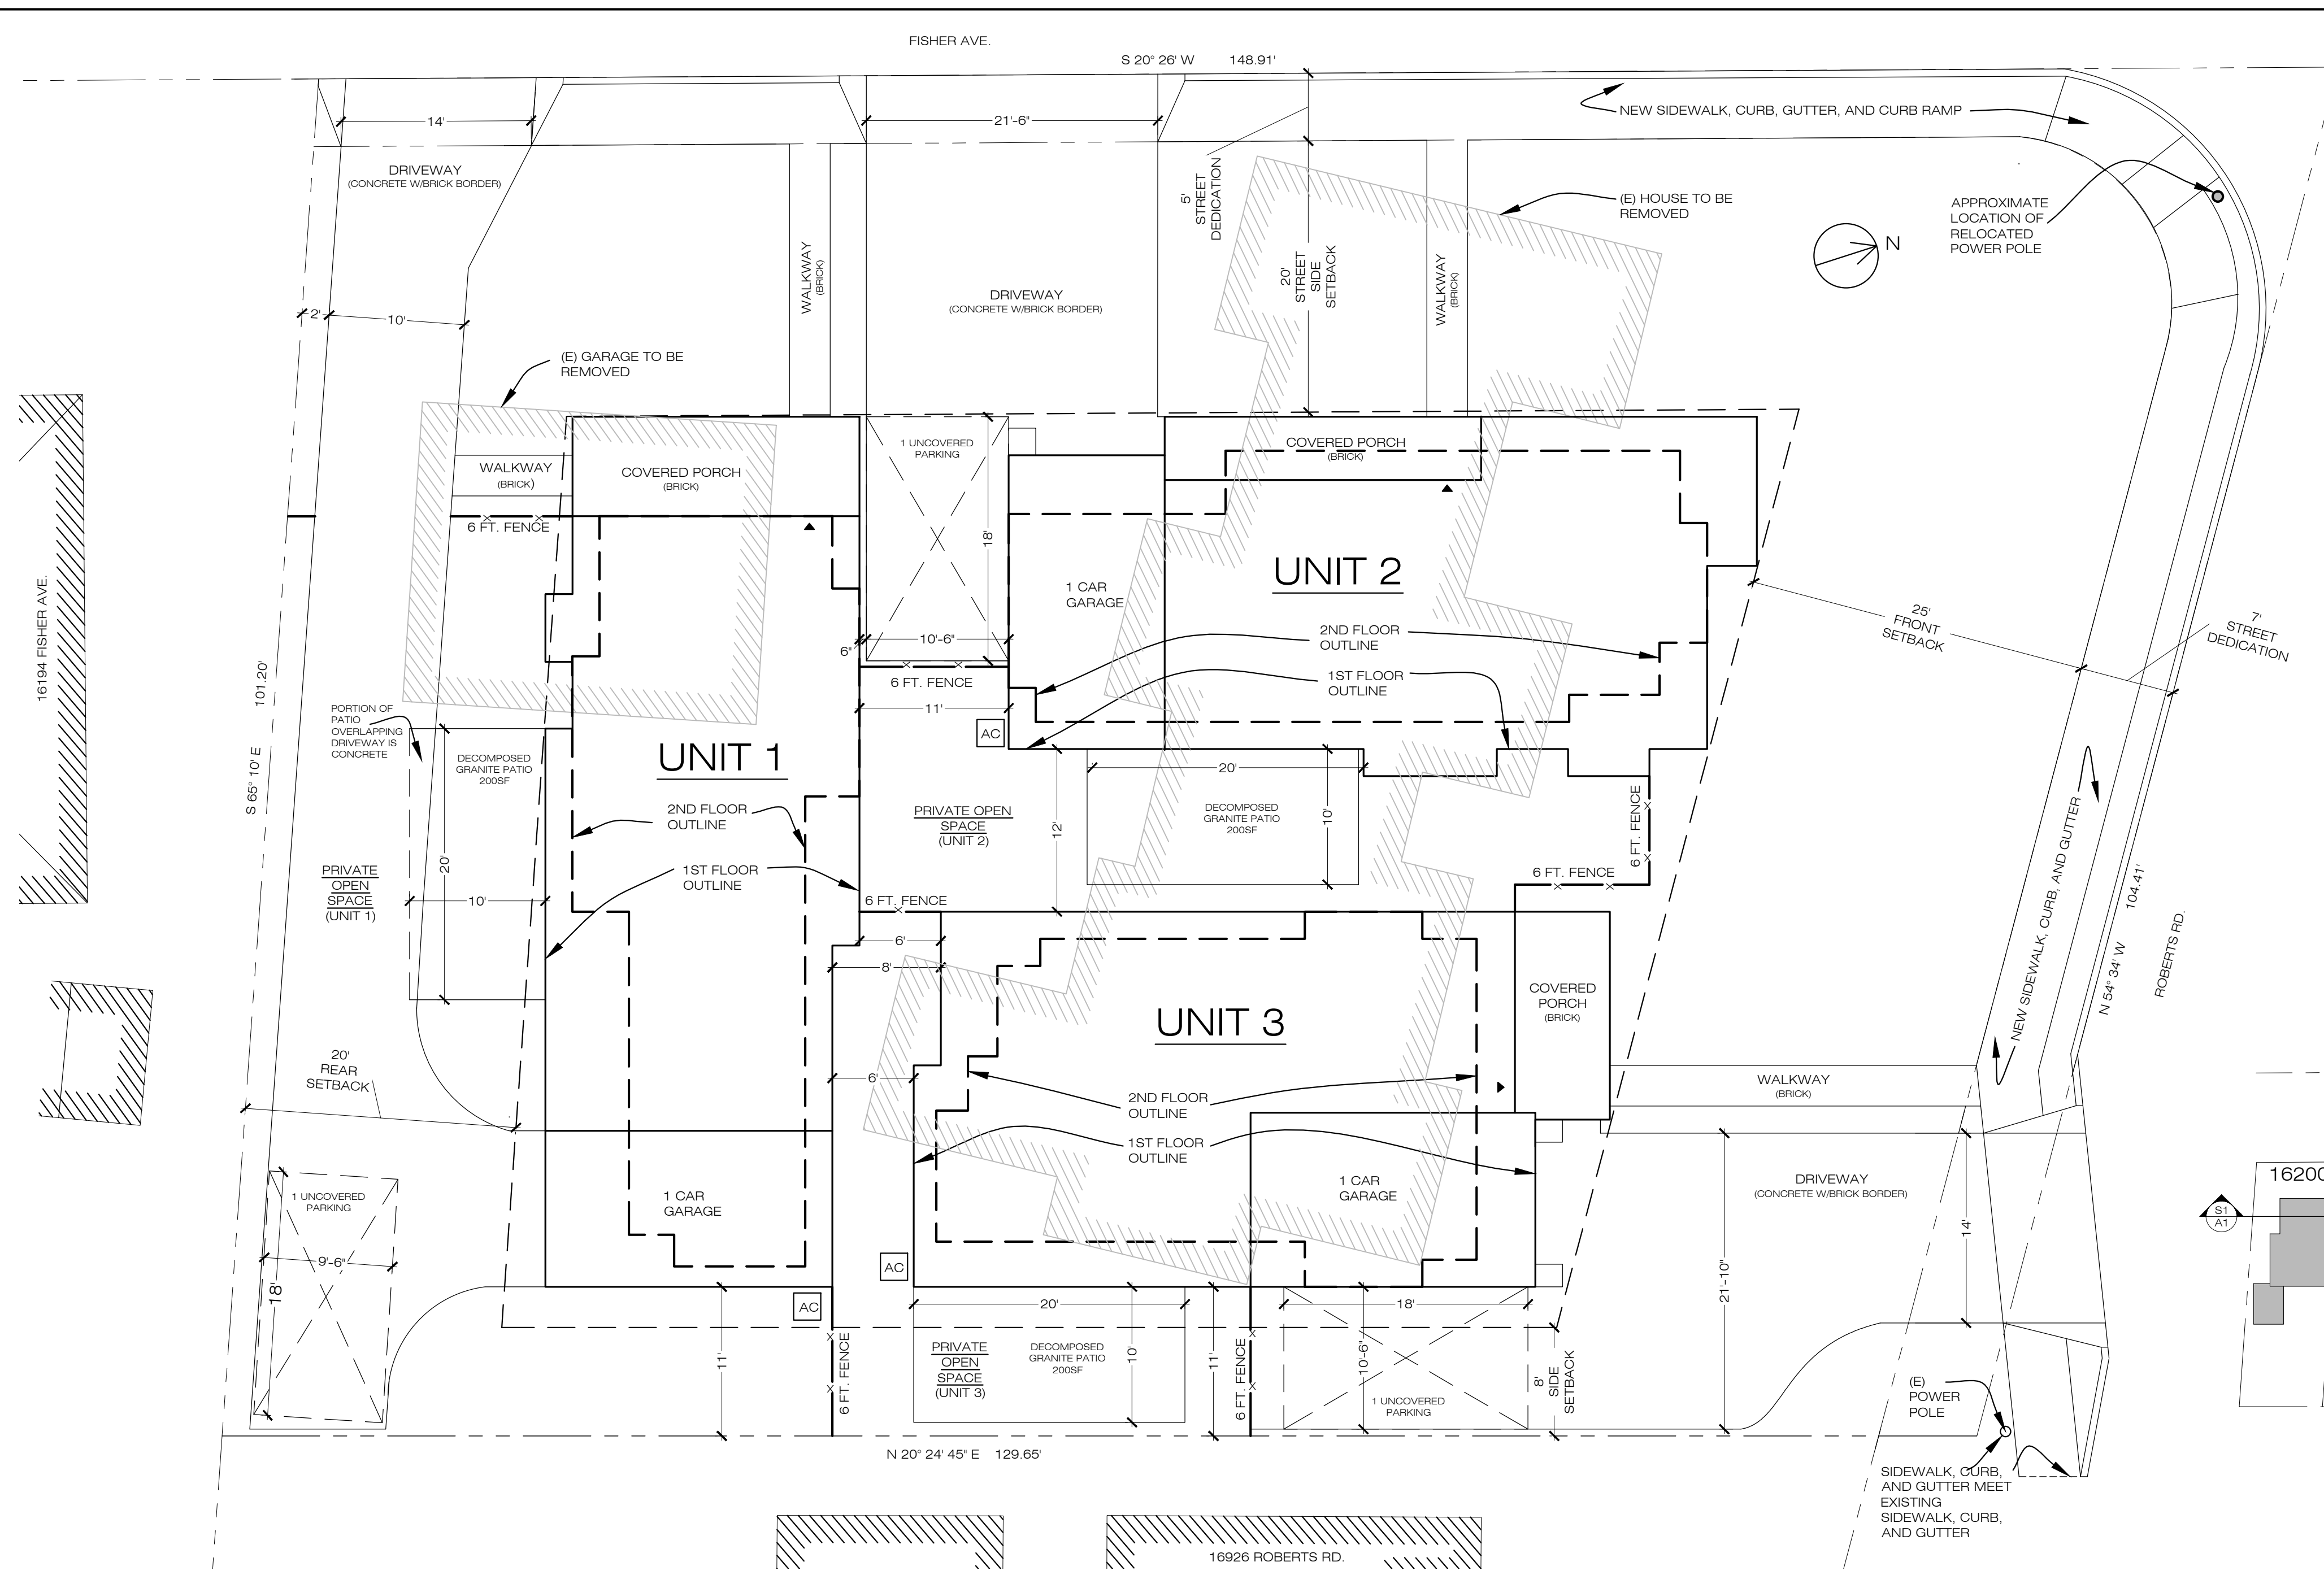 FISHER AVE.
S 20° 26' W 148.91'
14'
21'-6"
NEW SIDEWALK, CURB, GUTTER, AND CURB RAMP
DRIVEWAY
(CONCRETE W/BRICK BORDER)
5'
STREET
DEDICATION
(E) HOUSE TO BE
REMOVED
APPROXIMATE
LOCATION OF
RELOCATED
POWER POLE
N
WALKWAY
(BRICK)
DRIVEWAY
(CONCRETE W/BRICK BORDER)
20'
STREET
SIDE
SETBACK
WALKWAY
(BRICK)
2'
10'
(E) GARAGE TO BE
REMOVED
1 UNCOVERED
PARKING
COVERED PORCH
(BRICK)
WALKWAY
(BRICK)
COVERED PORCH
(BRICK)
6 FT. FENCE
18'
UNIT 2
1 CAR
GARAGE
16194 FISHER AVE.
25'
FRONT
SETBACK
7'
STREET
DEDICATION
10'-6"
6"
2ND FLOOR
OUTLINE
1ST FLOOR
OUTLINE
6 FT. FENCE
11'
AC
S 65° 10' E 101.20'
PORTION OF
PATIO
OVERLAPPING
DRIVEWAY IS
CONCRETE
DECOMPOSED
GRANITE PATIO
200SF
UNIT 1
20'
2ND FLOOR
OUTLINE
PRIVATE OPEN
SPACE
(UNIT 2)
12'
DECOMPOSED
GRANITE PATIO
200SF
10'
6 FT. FENCE
20'
1ST FLOOR
OUTLINE
PRIVATE
OPEN
SPACE
(UNIT 1)
10'
6 FT. FENCE
6 FT. FENCE
NEW SIDEWALK, CURB, AND GUTTER
N 54° 34' W 104.41'
ROBERTS RD.
6'
8'
COVERED
PORCH
(BRICK)
UNIT 3
20'
REAR
SETBACK
6'
2ND FLOOR
OUTLINE
WALKWAY
(BRICK)
1ST FLOOR
OUTLINE
1 UNCOVERED
PARKING
1 CAR
GARAGE
1 CAR
GARAGE
DRIVEWAY
(CONCRETE W/BRICK BORDER)
16200
S1
A1
14'
9'-6"
18'
AC
AC
21'-10"
20'
18'
11'
6 FT. FENCE
PRIVATE
OPEN
SPACE
(UNIT 3)
DECOMPOSED
GRANITE PATIO
200SF
10'
11'
6 FT. FENCE
10'-6"
1 UNCOVERED
PARKING
8'
SIDE
SETBACK
(E)
POWER
POLE
N 20° 24' 45" E 129.65'
SIDEWALK, CURB,
AND GUTTER MEET
EXISTING
SIDEWALK, CURB,
AND GUTTER
16926 ROBERTS RD.